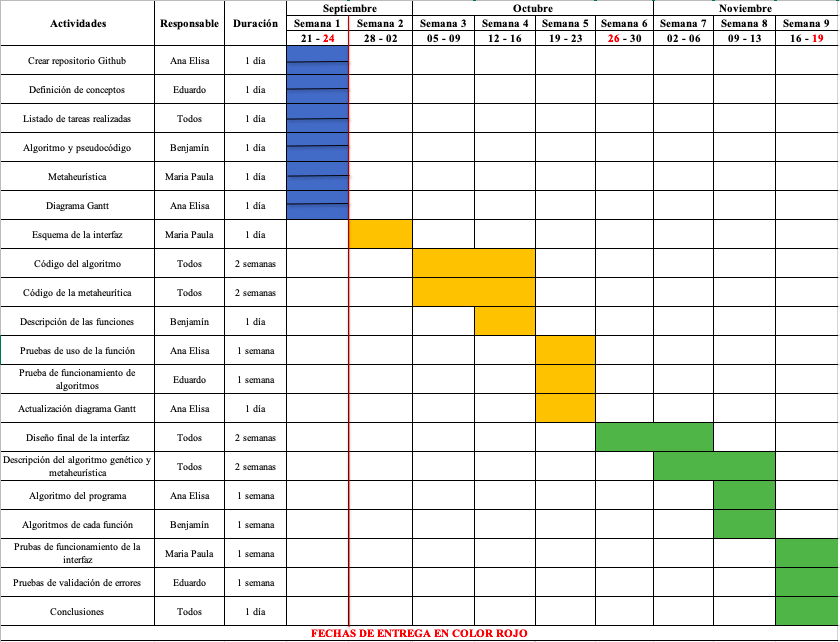 Actividades Responsable Duración Septiembre Octubre Noviembre
Semana 1 Semana 2 Semana 3 Semana 4 Semana 5 Semana 6 Semana 7 Semana 8 Semana 9
21 - 24 28 - 02 05 - 09 12 - 16 19 - 23 26 - 30 02 - 06 09 - 13 16 - 19
Crear repositorio Github Ana Elisa 1 día
Definición de conceptos Eduardo 1 día
Listado de tareas realizadas Todos 1 día
Algoritmo y pseudocódigo Benjamín 1 día
Metaheurística Maria Paula 1 día
Diagrama Gantt Ana Elisa 1 día
Esquema de la interfaz Maria Paula 1 día
Código del algoritmo Todos 2 semanas
Código de la metaheurítica Todos 2 semanas
Descripción de las funciones Benjamín 1 día
Pruebas de uso de la función Ana Elisa 1 semana
Prueba de funcionamiento de
algoritmos Eduardo 1 semana
Actualización diagrama Gantt Ana Elisa 1 día
Diseño final de la interfaz Todos 2 semanas
Descripción del algoritmo genético y
metaheurística Todos 2 semanas
Algoritmo del programa Ana Elisa 1 semana
Algoritmos de cada función Benjamín 1 semana
Prubas de funcionamiento de la
interfaz Maria Paula 1 semana
Pruebas de validación de errores Eduardo 1 semana
Conclusiones Todos 1 día
FECHAS DE ENTREGA EN COLOR ROJO